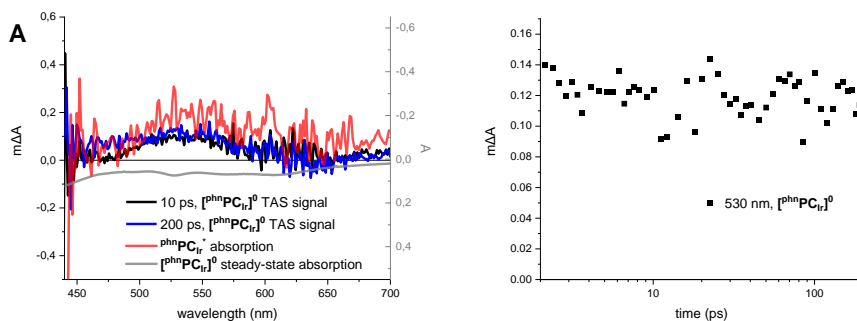 A
mΔA
0,6
0,4
0,2
0,0
-0,2
-0,4
450 500 550 600 650 700
wavelength (nm)
-0,6
-0,4
-0,2
0,0
0,2
0,4
A
10 ps, [phnPCIr]0 TAS signal
200 ps, [phnPCIr]0 TAS signal
phnPCIr* absorption
[phnPCIr]0 steady-state absorption
mΔA
0.16
0.14
0.12
0.10
0.08
0.06
0.04
0.02
0.00
530 nm, [phnPCIr]0
10 100
time (ps)